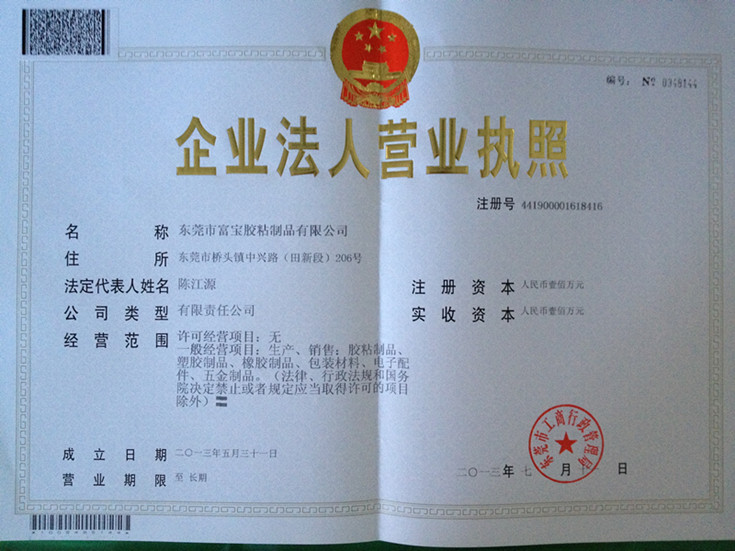 编号: № 0348144
企业法人营业执照
注册号 441900001618416
名称 东莞市富宝胶粘制品有限公司
住所 东莞市桥头镇中兴路（田新段）206号
法定代表人姓名 陈江源
注册资本 人民币壹佰万元
公司类型 有限责任公司
实收资本 人民币壹佰万元
经营范围 许可经营项目: 无
一般经营项目: 生产、销售: 胶粘制品、
塑胶制品、橡胶制品、包装材料、电子配
件、五金制品。（法律、行政法规和国务
院决定禁止或者规定应当取得许可的项目
除外）
成立日期 二〇一三年五月三十一日
营业期限 至 长期
东莞市工商行政管理局
二〇一三年 七 月 日